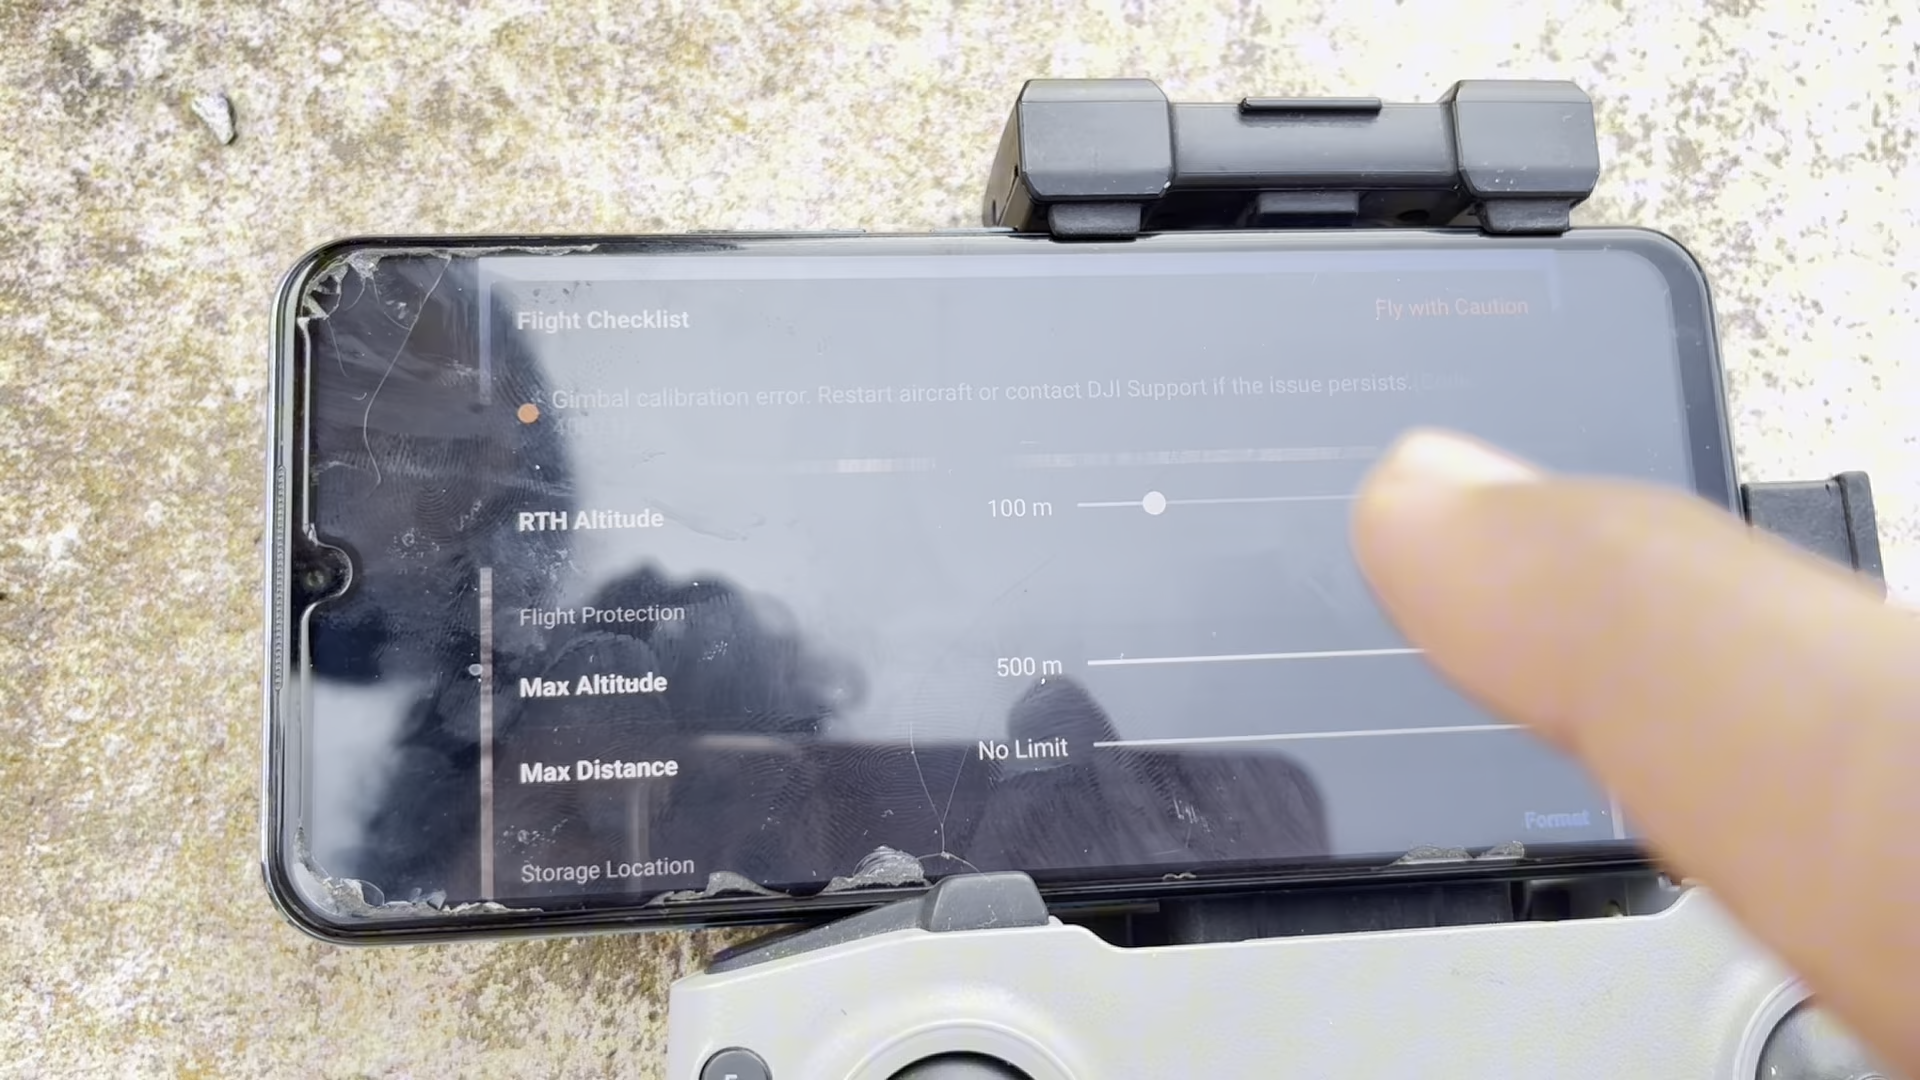 Flight Checklist
Fly with Caution
Gimbal calibration error. Restart aircraft or contact DJI Support if the issue persists. (Code:
RTH Altitude 100 m
Flight Protection
Max Altitude 500 m
Max Distance No Limit
Format
Storage Location